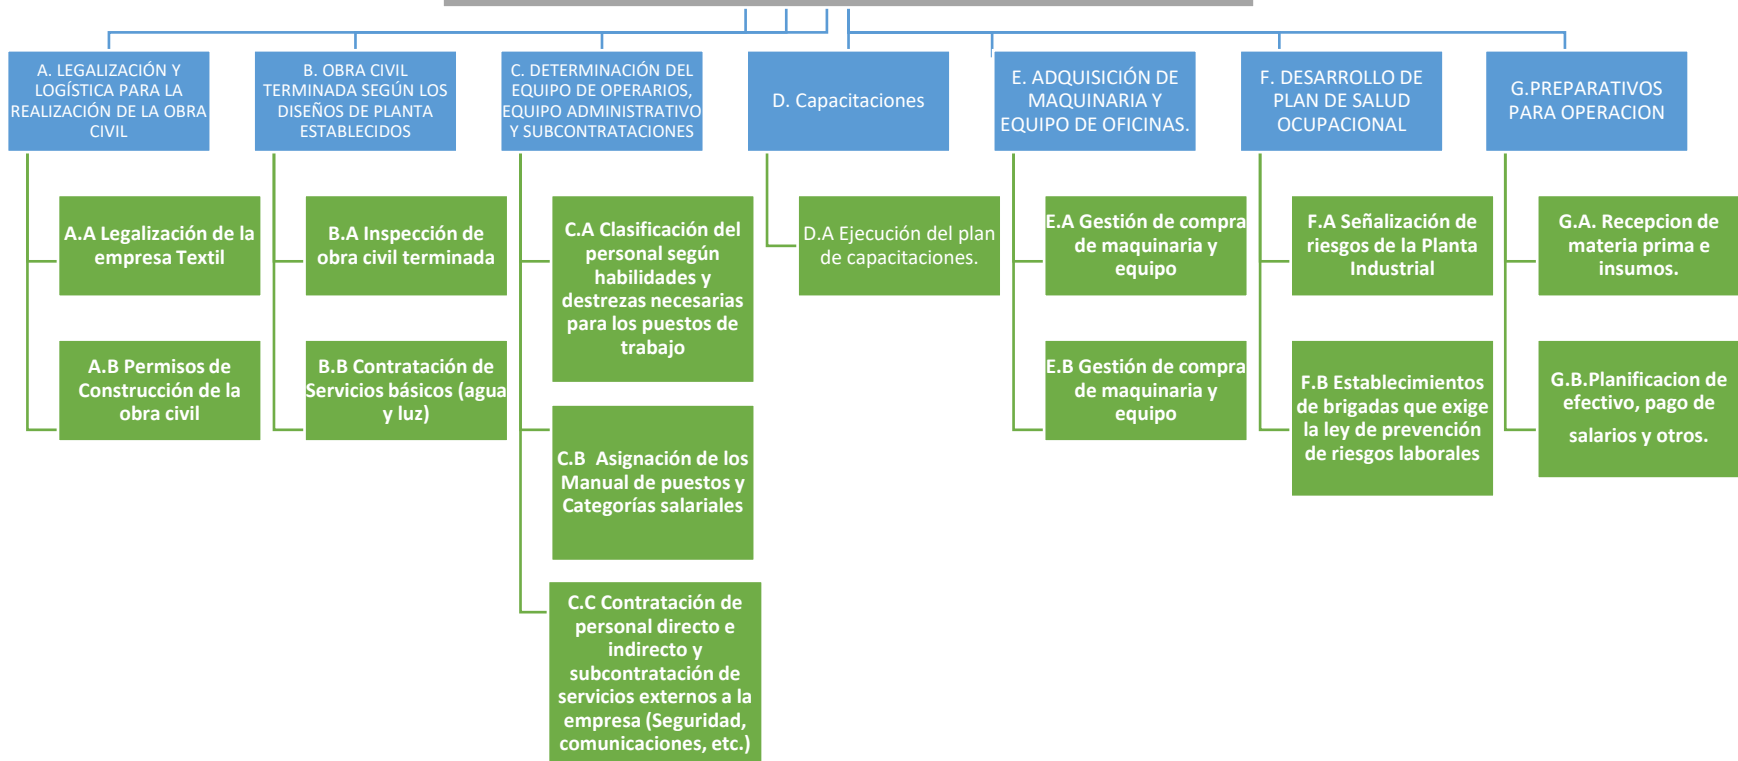 A. LEGALIZACIÓN Y
LOGÍSTICA PARA LA
REALIZACIÓN DE LA OBRA
CIVIL
B. OBRA CIVIL
TERMINADA SEGÚN LOS
DISEÑOS DE PLANTA
ESTABLECIDOS
C. DETERMINACIÓN DEL
EQUIPO DE OPERARIOS,
EQUIPO ADMINISTRATIVO
Y SUBCONTRATACIONES
D. Capacitaciones
E. ADQUISICIÓN DE
MAQUINARIA Y
EQUIPO DE OFICINAS.
F. DESARROLLO DE
PLAN DE SALUD
OCUPACIONAL
G.PREPARATIVOS
PARA OPERACION
A.A Legalización de la
empresa Textil
A.B Permisos de
Construcción de la
obra civil
B.A Inspección de
obra civil terminada
B.B Contratación de
Servicios básicos (agua
y luz)
C.A Clasificación del
personal según
habilidades y
destrezas necesarias
para los puestos de
trabajo
C.B  Asignación de los
Manual de puestos y
Categorías salariales
C.C Contratación de
personal directo e
indirecto y
subcontratación de
servicios externos a la
empresa (Seguridad,
comunicaciones, etc.)
D.A Ejecución del plan
de capacitaciones.
E.A Gestión de compra
de maquinaria y
equipo
E.B Gestión de compra
de maquinaria y
equipo
F.A Señalización de
riesgos de la Planta
Industrial
F.B Establecimientos
de brigadas que exige
la ley de prevención
de riesgos laborales
G.A. Recepcion de
materia prima e
insumos.
G.B.Planificacion de
efectivo, pago de
salarios y otros.